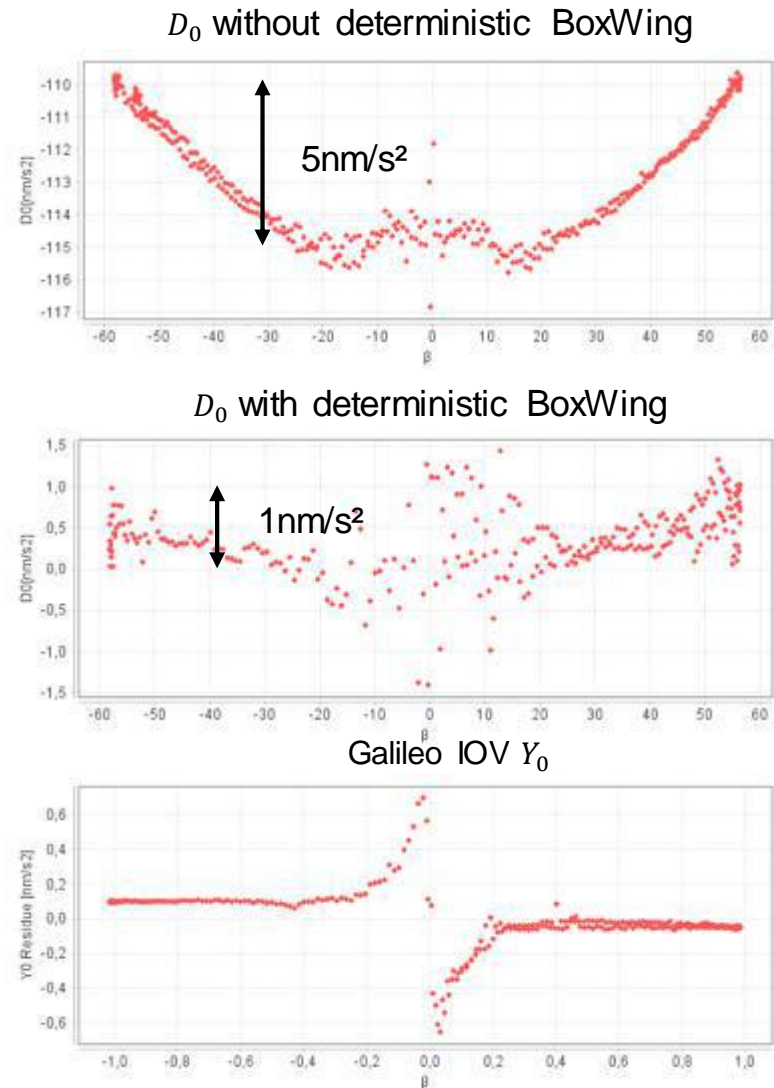 D₀ without deterministic BoxWing
-110
-111
-112
-113
-114
-115
-116
-117
D0[nm/s2]
5nm/s²
-60 -50 -40 -30 -20 -10 0 10 20 30 40 50 60
β
D₀ with deterministic BoxWing
1,5
1,0
0,5
0,0
-0,5
-1,0
-1,5
D0[nm/s2]
1nm/s²
-60 -50 -40 -30 -20 -10 0 10 20 30 40 50 60
β
Galileo IOV Y₀
0,6
0,4
0,2
0,0
-0,2
-0,4
-0,6
Y0 Residue [nm/s2]
-1,0 -0,8 -0,6 -0,4 -0,2 0,0 0,2 0,4 0,6 0,8 1,0
β